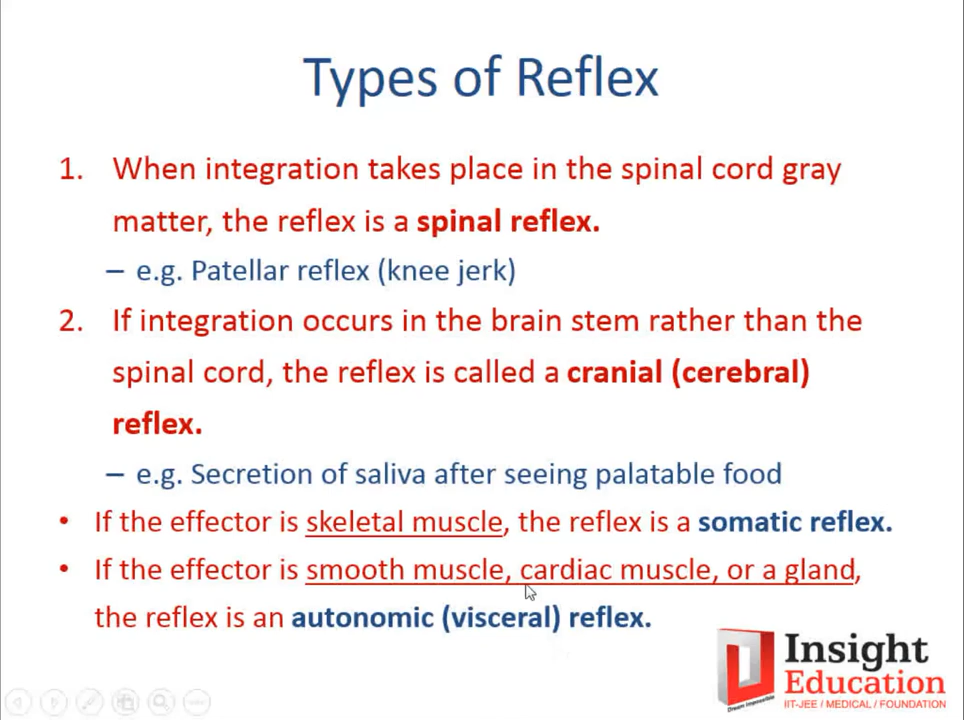 Types of Reflex
1. When integration takes place in the spinal cord gray
matter, the reflex is a spinal reflex.
– e.g. Patellar reflex (knee jerk)
2. If integration occurs in the brain stem rather than the
spinal cord, the reflex is called a cranial (cerebral)
reflex.
– e.g. Secretion of saliva after seeing palatable food
• If the effector is skeletal muscle, the reflex is a somatic reflex.
• If the effector is smooth muscle, cardiac muscle, or a gland,
the reflex is an autonomic (visceral) reflex.
Insight
Education
Dream Impossible
IIT-JEE / MEDICAL / FOUNDATION